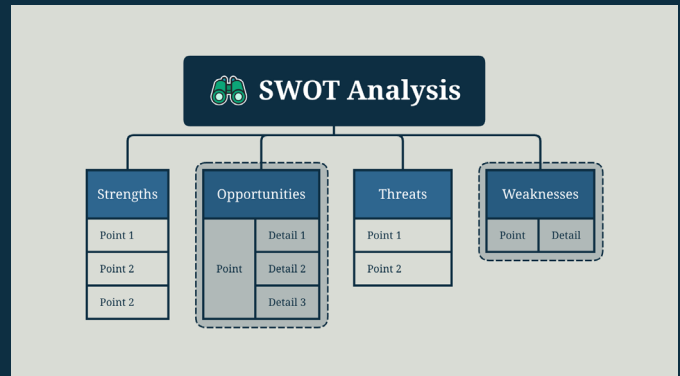 SWOT Analysis
Strengths
Point 1
Point 2
Point 2
Opportunities
Point
Detail 1
Detail 2
Detail 3
Threats
Point 1
Point 2
Weaknesses
Point
Detail